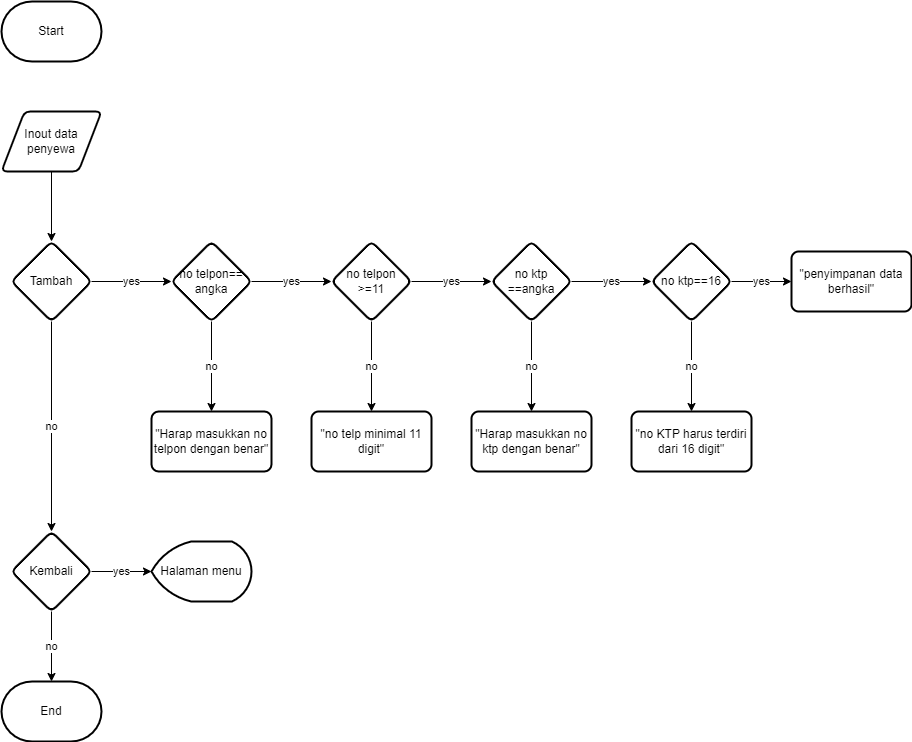 Start
Inout data
penyewa
Tambah
yes
no telpon==
angka
yes
no telpon
>=11
yes
no ktp
==angka
yes
no ktp==16
yes
"penyimpanan data
berhasil"
no
no
no
no
"Harap masukkan no
telpon dengan benar"
"no telp minimal 11
digit"
"Harap masukkan no
ktp dengan benar"
"no KTP harus terdiri
dari 16 digit"
no
Kembali
yes
Halaman menu
no
End